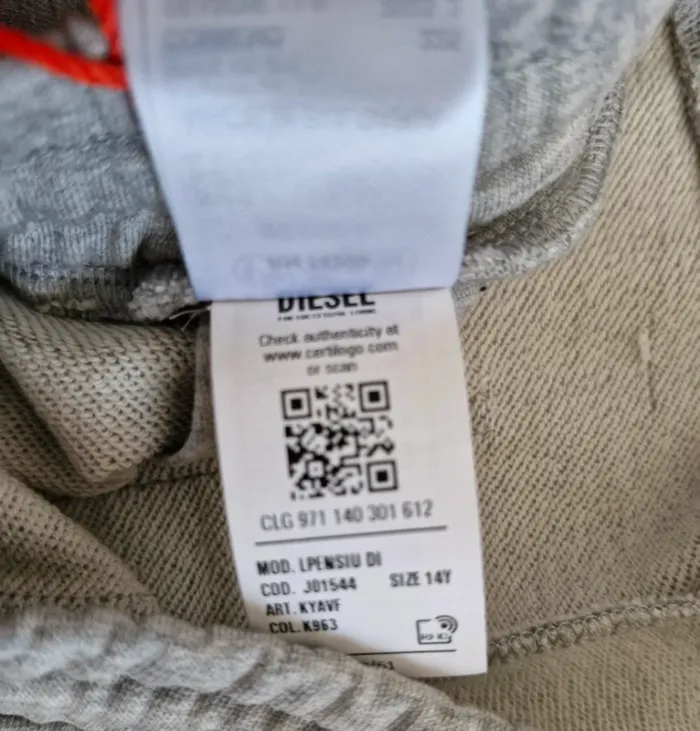 DIESEL
Check authenticity at
www.certilogo.com
or scan
CLG 971 140 301 612
MOD. LPENSIU DI
COD. J01544 SIZE 14Y
ART. KYAVF
COL. K963
RFID